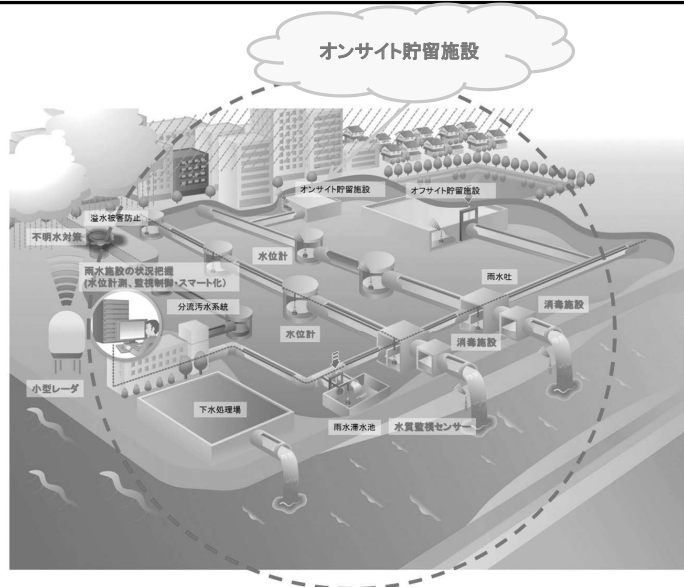 オンサイト貯留施設
オンサイト貯留施設
オフサイト貯留施設
溢水被害防止
不明水対策
水位計
雨水施設の状況把握
(水位計測、監視制御・スマート化)
雨水吐
分流汚水系統
消毒施設
水位計
消毒施設
小型レーダ
下水処理場
雨水滞水池
水質監視センサー